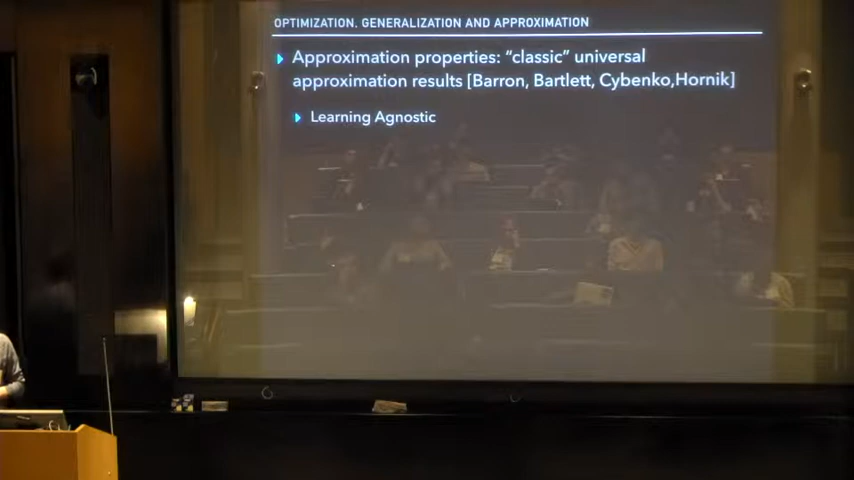 OPTIMIZATION, GENERALIZATION AND APPROXIMATION
Approximation properties: “classic” universal
approximation results [Barron, Bartlett, Cybenko,Hornik]
Learning Agnostic